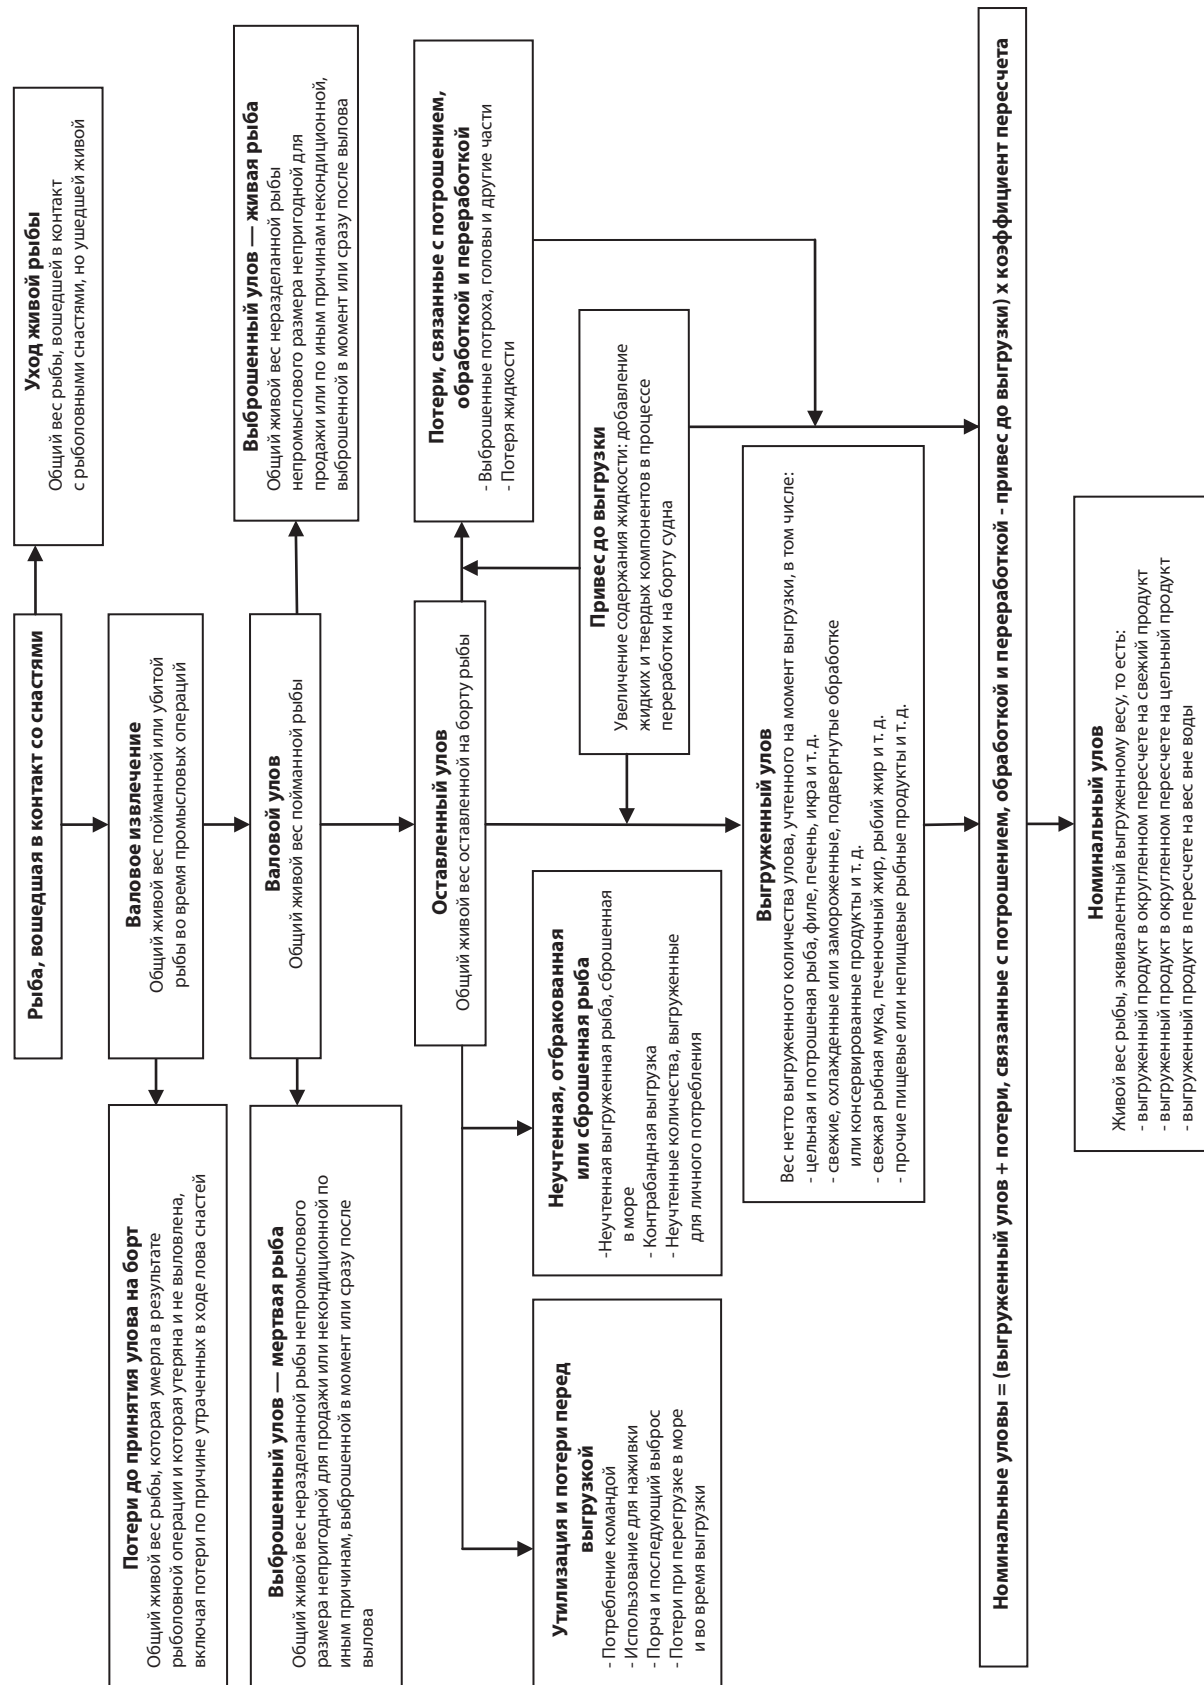 Рыба, вошедшая в контакт со снастями
Уход живой рыбы
Общий вес рыбы, вошедшей в контакт
с рыболовными снастями, но ушедшей живой
Потери до принятия улова на борт
Общий живой вес рыбы, которая умерла в результате
рыболовной операции и которая утеряна и не выловлена,
включая потери по причине утраченных в ходе лова снастей
Валовое извлечение
Общий живой вес пойманной или убитой
рыбы во время промысловых операций
Выброшенный улов — мертвая рыба
Общий живой вес неразделанной рыбы непромыслового
размера непригодной для продажи или некондиционной по
иным причинам, выброшенной в момент или сразу после
вылова
Валовой улов
Общий живой вес пойманной рыбы
Выброшенный улов — живая рыба
Общий живой вес неразделанной рыбы
непромыслового размера непригодной для
продажи или по иным причинам некондиционной,
выброшенной в момент или сразу после вылова
Оставленный улов
Общий живой вес оставленной на борту рыбы
Потери, связанные с потрошением,
обработкой и переработкой
- Выброшенные потроха, головы и другие части
- Потеря жидкости
Утилизация и потери перед
выгрузкой
- Потребление командой
- Использование для наживки
- Порча и последующий выброс
- Потери при перегрузке в море
и во время выгрузки
Неучтенная, отбракованная
или сброшенная рыба
-Неучтенная выгруженная рыба, сброшенная
в море
- Контрабандная выгрузка
- Неучтенные количества, выгруженные
для личного потребления
Привес до выгрузки
Увеличение содержания жидкости: добавление
жидких и твердых компонентов в процессе
переработки на борту судна
Выгруженный улов
Вес нетто выгруженного количества улова, учтенного на момент выгрузки, в том числе:
- цельная и потрошеная рыба, филе, печень, икра и т. д.
- свежие, охлажденные или замороженные, подвергнутые обработке
или консервированные продукты и т. д.
- свежая рыбная мука, печеночный жир, рыбий жир и т. д.
- прочие пищевые или непищевые рыбные продукты и т. д.
Номинальные уловы = (выгруженный улов + потери, связанные с потрошением, обработкой и переработкой - привес до выгрузки) х коэффициент пересчета
Номинальный улов
Живой вес рыбы, эквивалентный выгруженному весу, то есть:
- выгруженный продукт в округленном пересчете на свежий продукт
- выгруженный продукт в округленном пересчете на цельный продукт
- выгруженный продукт в пересчете на вес вне воды